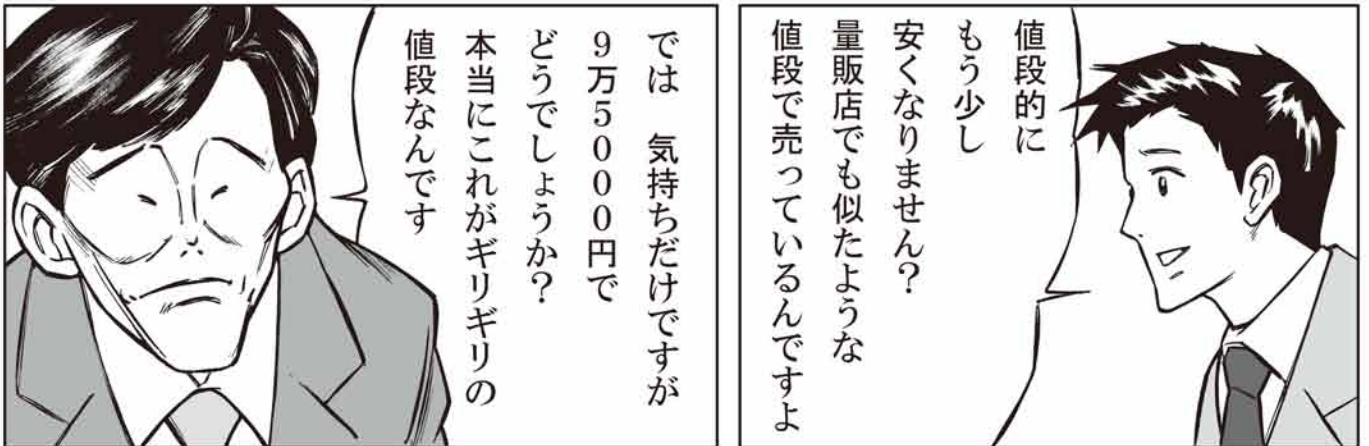 値段的に
もう少し
安くなりません？
量販店でも似たような
値段で売っているんですよ
では　気持ちだけですが
９万５０００円で
どうでしょうか？
本当にこれがギリギリの
値段なんです